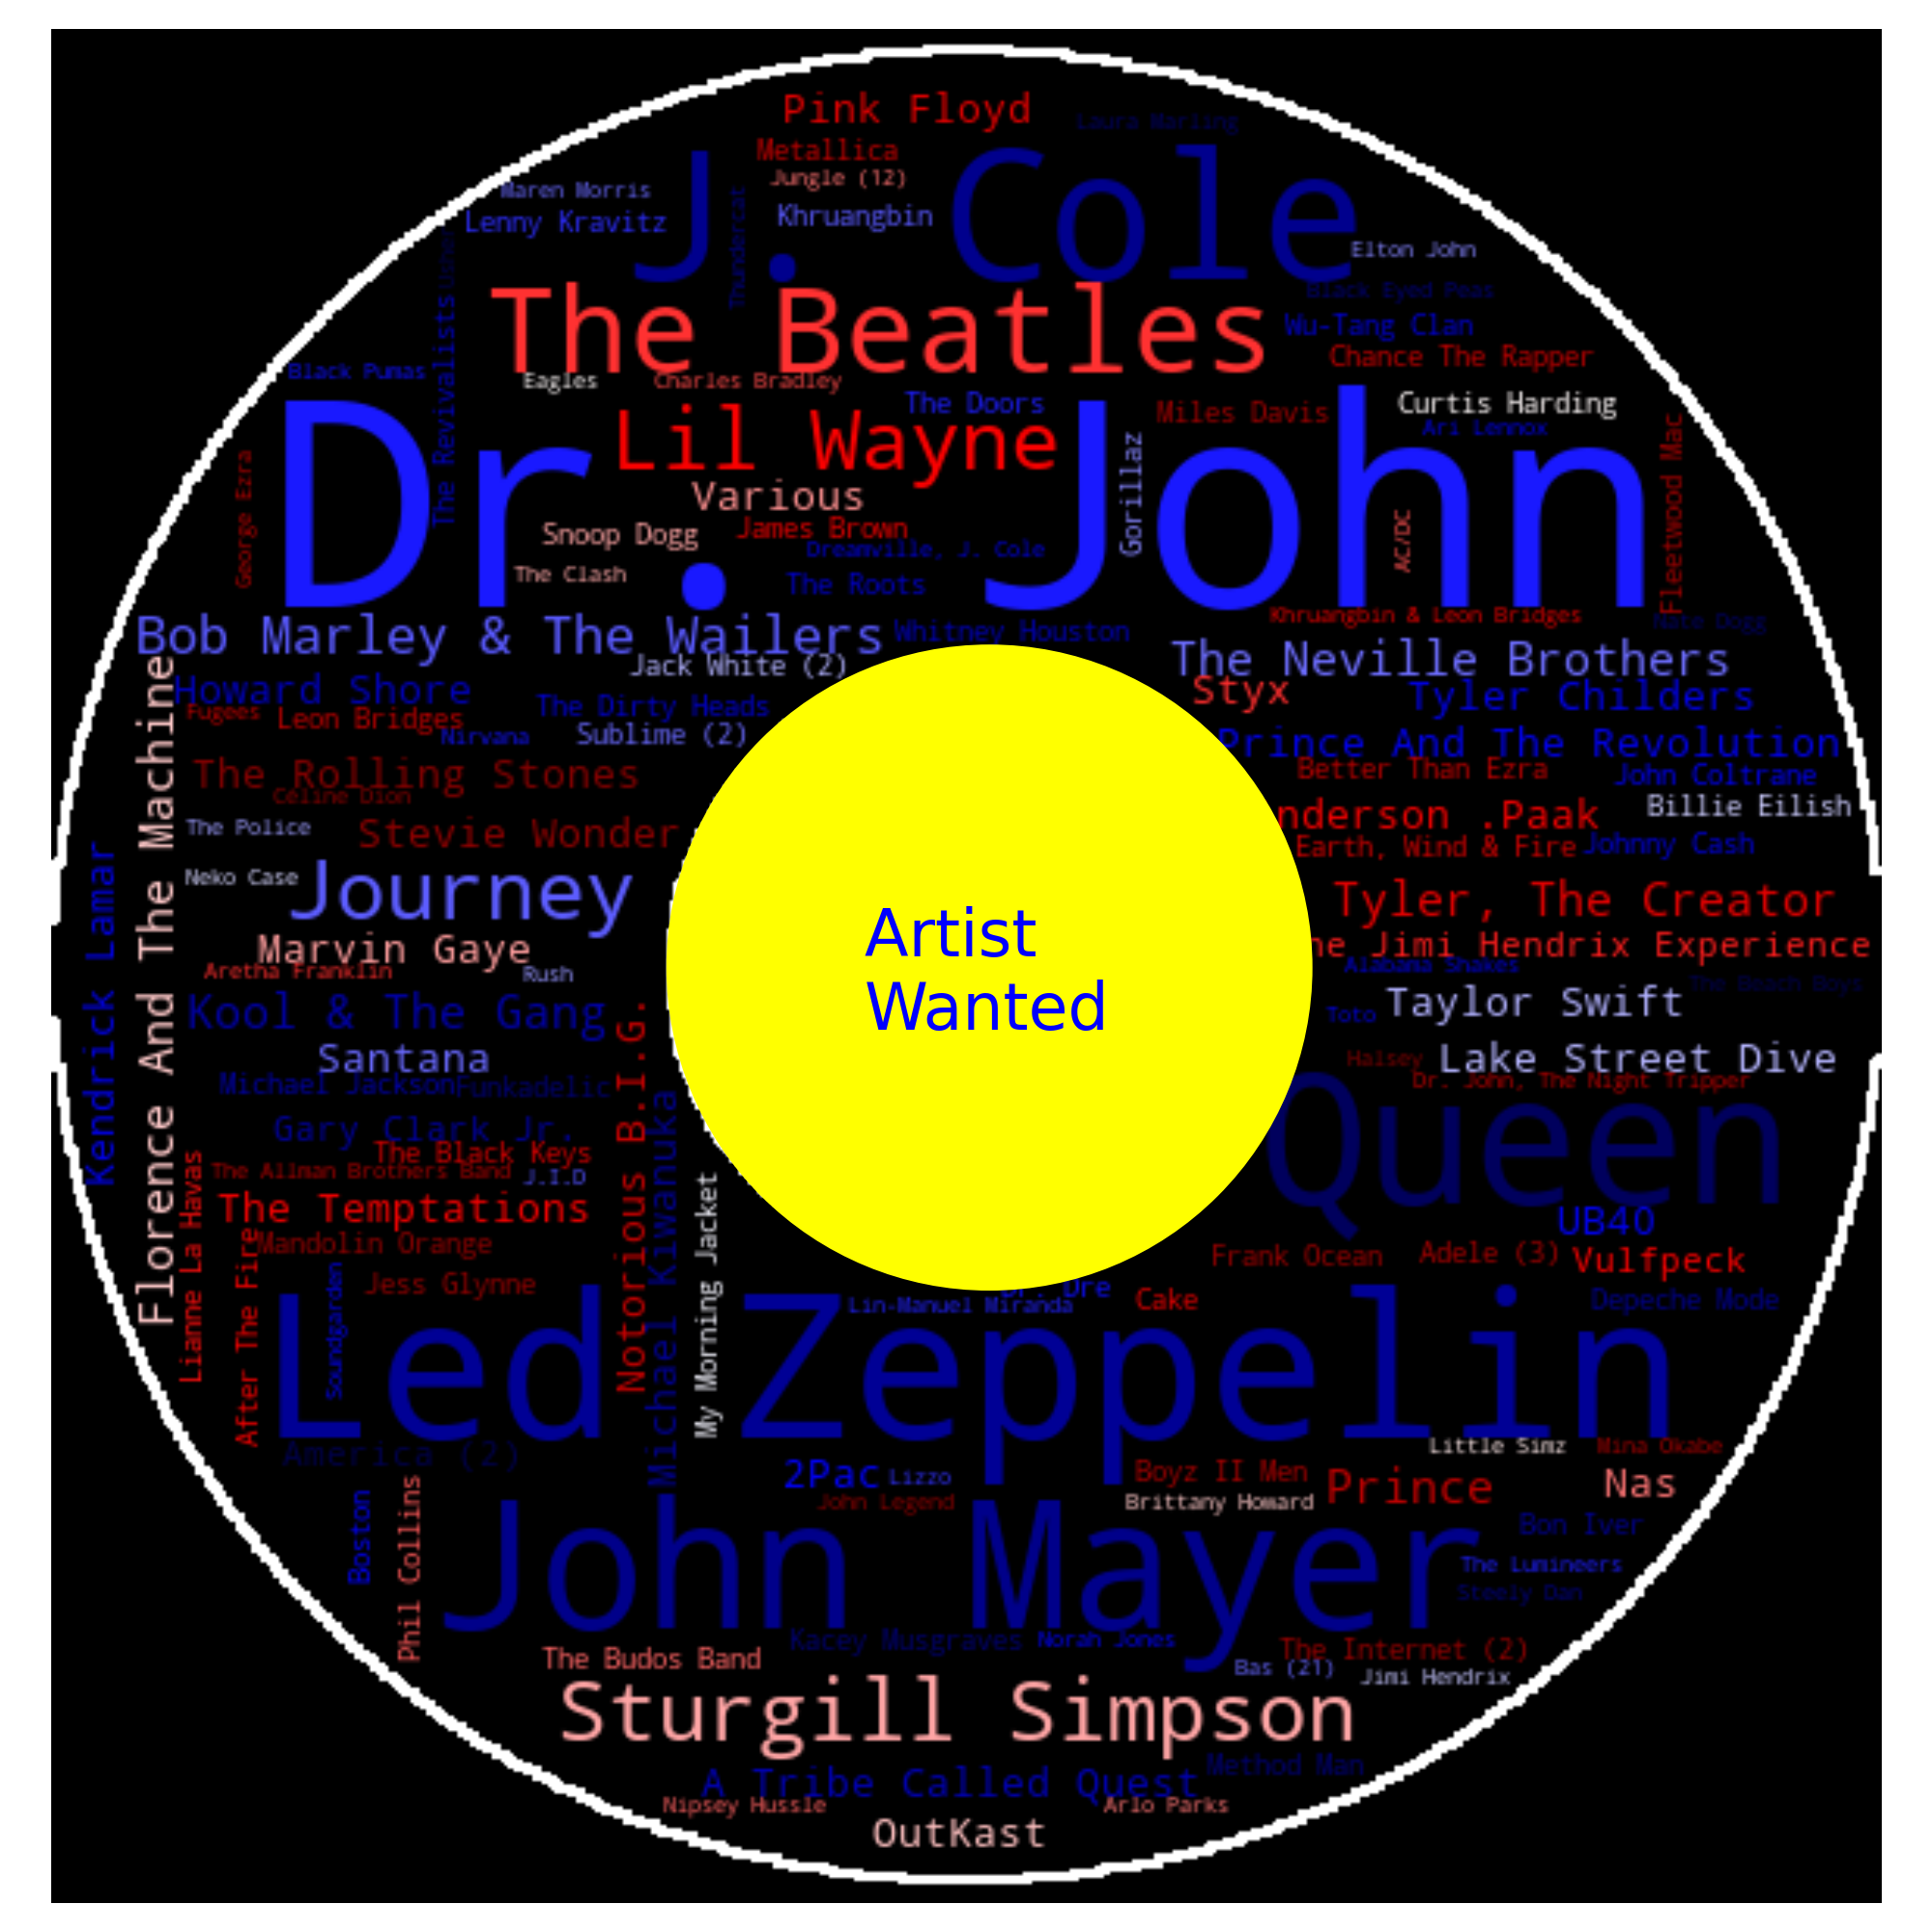 Pink Floyd
Laura Marling
Metallica
Jungle (12)
Maren Morris
Lenny Kravitz
Thundercat
Khruangbin
J. Cole
Elton John
Usher
Black Eyed Peas
The Beatles
Wu-Tang Clan
Chance The Rapper
The Revivalists
Black Pumas
Eagles
Charles Bradley
The Doors
Miles Davis
Curtis Harding
Ari Lennox
Fleetwood Mac
George Ezra
Dr. John
Lil Wayne
Gorillaz
Various
AC/DC
Snoop Dogg
James Brown
Dreamville, J. Cole
The Clash
The Roots
Khruangbin & Leon Bridges
Nate Dogg
Bob Marley & The Wailers
Whitney Houston
Jack White (2)
The Neville Brothers
Howard Shore
Styx
Tyler Childers
Fugees
Leon Bridges
The Dirty Heads
Nirvana
Sublime (2)
Prince And The Revolution
The Rolling Stones
Better Than Ezra
John Coltrane
Celine Dion
nderson .Paak
Billie Eilish
The Police
Stevie Wonder
Earth, Wind & Fire
Johnny Cash
Florence And The Machine
Kendrick Lamar
Neko Case
Journey
Tyler, The Creator
Artist
Wanted
Marvin Gaye
ne Jimi Hendrix Experience
Aretha Franklin
Rush
Alabama Shakes
The Beach Boys
Kool & The Gang
Toto
Taylor Swift
Santana
Halsey
Lake Street Dive
Michael Jackson
Funkadelic
Dr. John, The Night Tripper
Gary Clark Jr.
Queen
The Black Keys
The Allman Brothers Band
J.I.D
Notorious B.I.G.
Michael Kiwanuka
My Morning Jacket
Lianne La Havas
The Temptations
UB40
After The Fire
Mandolin Orange
Frank Ocean
Adele (3)
Vulfpeck
Soundgarden
Jess Glynne
Dr. Dre
Lin-Manuel Miranda
Cake
Depeche Mode
Led Zeppelin
America (2)
Little Simz
Nina Okabe
2Pac
Lizzo
Boyz II Men
Prince
Nas
John Legend
Brittany Howard
Boston
Phil Collins
Bon Iver
John Mayer
The Lumineers
Steely Dan
Kacey Musgraves
Norah Jones
The Budos Band
The Internet (2)
Bas (21)
Jimi Hendrix
Sturgill Simpson
Method Man
A Tribe Called Quest
Nipsey Hussle
Arlo Parks
OutKast